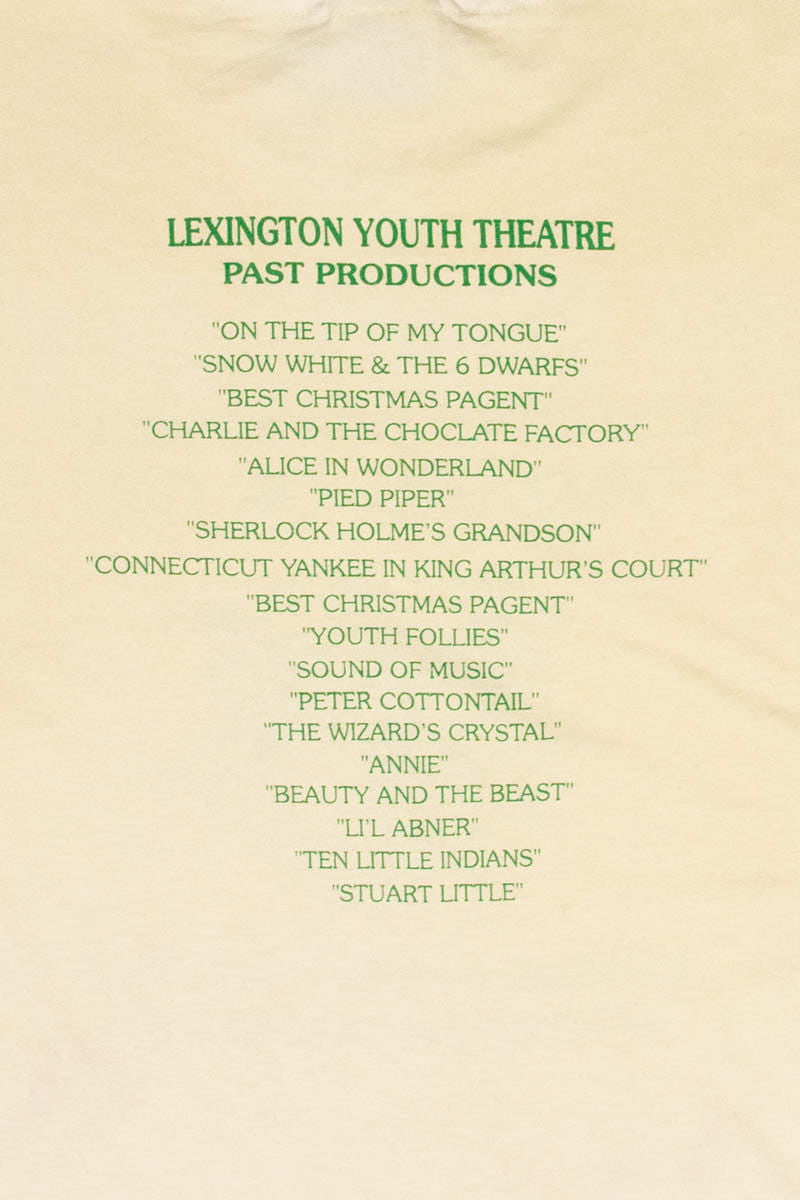 LEXINGTON YOUTH THEATRE
PAST PRODUCTIONS
"ON THE TIP OF MY TONGUE"
"SNOW WHITE & THE 6 DWARFS"
"BEST CHRISTMAS PAGENT"
"CHARLIE AND THE CHOCLATE FACTORY"
"ALICE IN WONDERLAND"
"PIED PIPER"
"SHERLOCK HOLME'S GRANDSON"
"CONNECTICUT YANKEE IN KING ARTHUR'S COURT"
"BEST CHRISTMAS PAGENT"
"YOUTH FOLLIES"
"SOUND OF MUSIC"
"PETER COTTONTAIL"
"THE WIZARD'S CRYSTAL"
"ANNIE"
"BEAUTY AND THE BEAST"
"LI'L ABNER"
"TEN LITTLE INDIANS"
"STUART LITTLE"